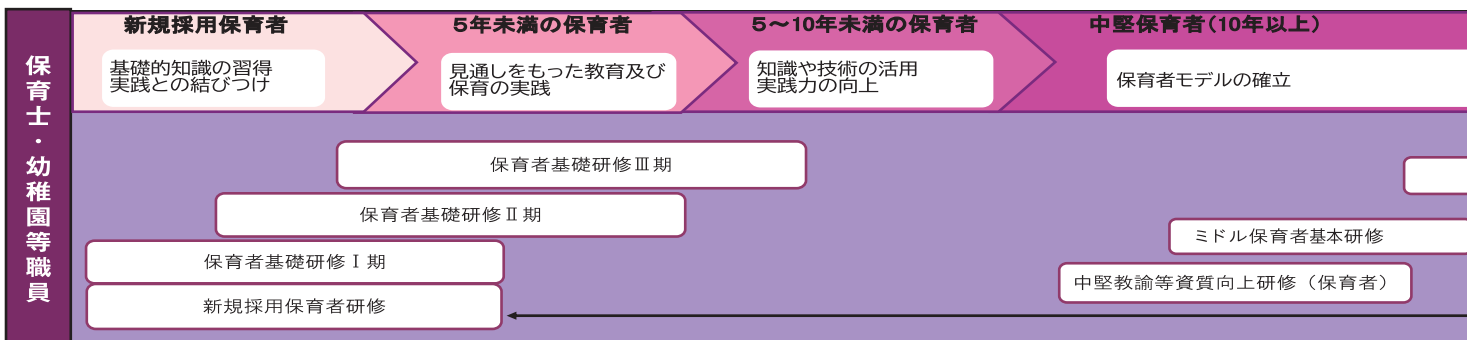 保育士・幼稚園等職員
新規採用保育者
基礎的知識の習得
実践との結びつけ
5年未満の保育者
見通しをもった教育及び
保育の実践
5～10年未満の保育者
知識や技術の活用
実践力の向上
中堅保育者(10年以上)
保育者モデルの確立
保育者基礎研修Ⅲ期
保育者基礎研修Ⅱ期
ミドル保育者基本研修
保育者基礎研修Ⅰ期
中堅教諭等資質向上研修（保育者）
新規採用保育者研修